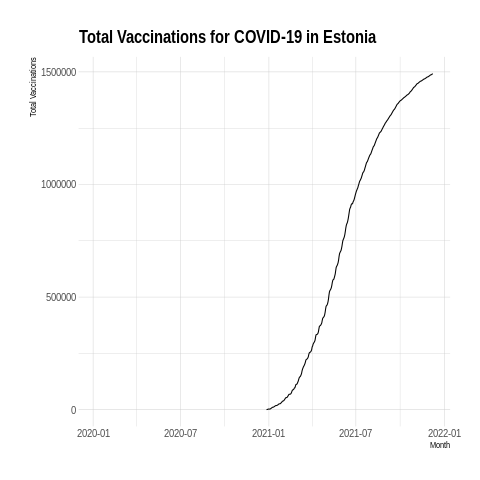 Total Vaccinations for COVID-19 in Estonia
Total Vaccinations
1500000
1000000
500000
0
2020-01 2020-07 2021-01 2021-07 2022-01
Month